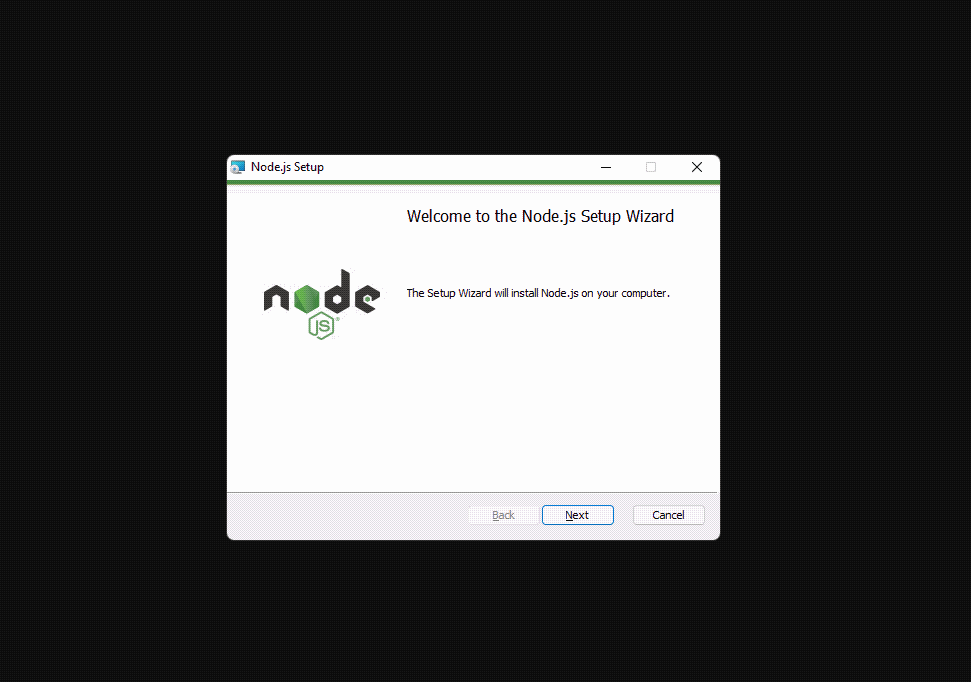 Node.js Setup
Welcome to the Node.js Setup Wizard
node
JS®
The Setup Wizard will install Node.js on your computer.
Back
Next
Cancel